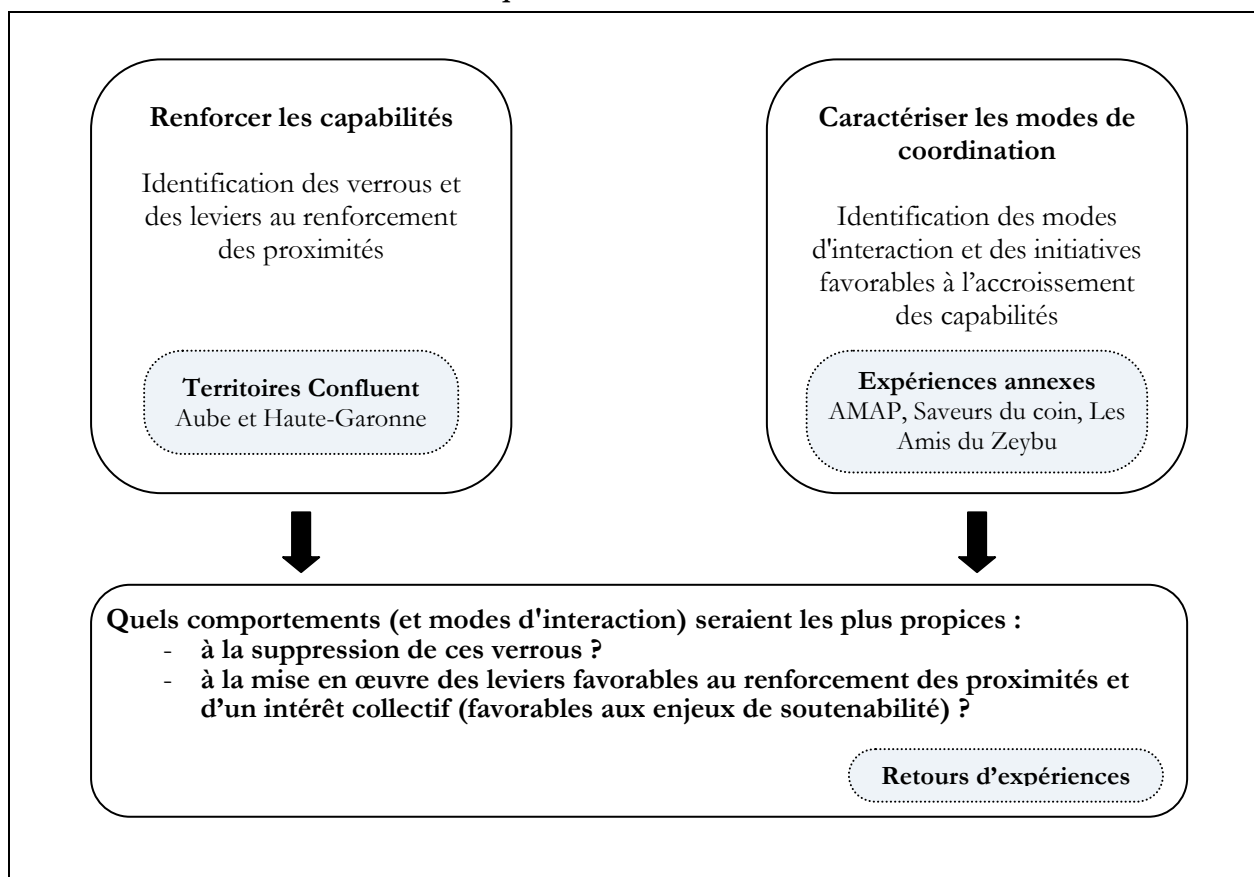 Renforcer les capabilités
Identification des verrous et
des leviers au renforcement
des proximités
Territoires Confluent
Aube et Haute-Garonne
Caractériser les modes de
coordination
Identification des modes
d'interaction et des initiatives
favorables à l’accroissement
des capabilités
Expériences annexes
AMAP, Saveurs du coin, Les
Amis du Zeybu
Quels comportements (et modes d'interaction) seraient les plus propices :
- à la suppression de ces verrous ?
- à la mise en œuvre des leviers favorables au renforcement des proximités et
d’un intérêt collectif (favorables aux enjeux de soutenabilité) ?
Retours d’expériences